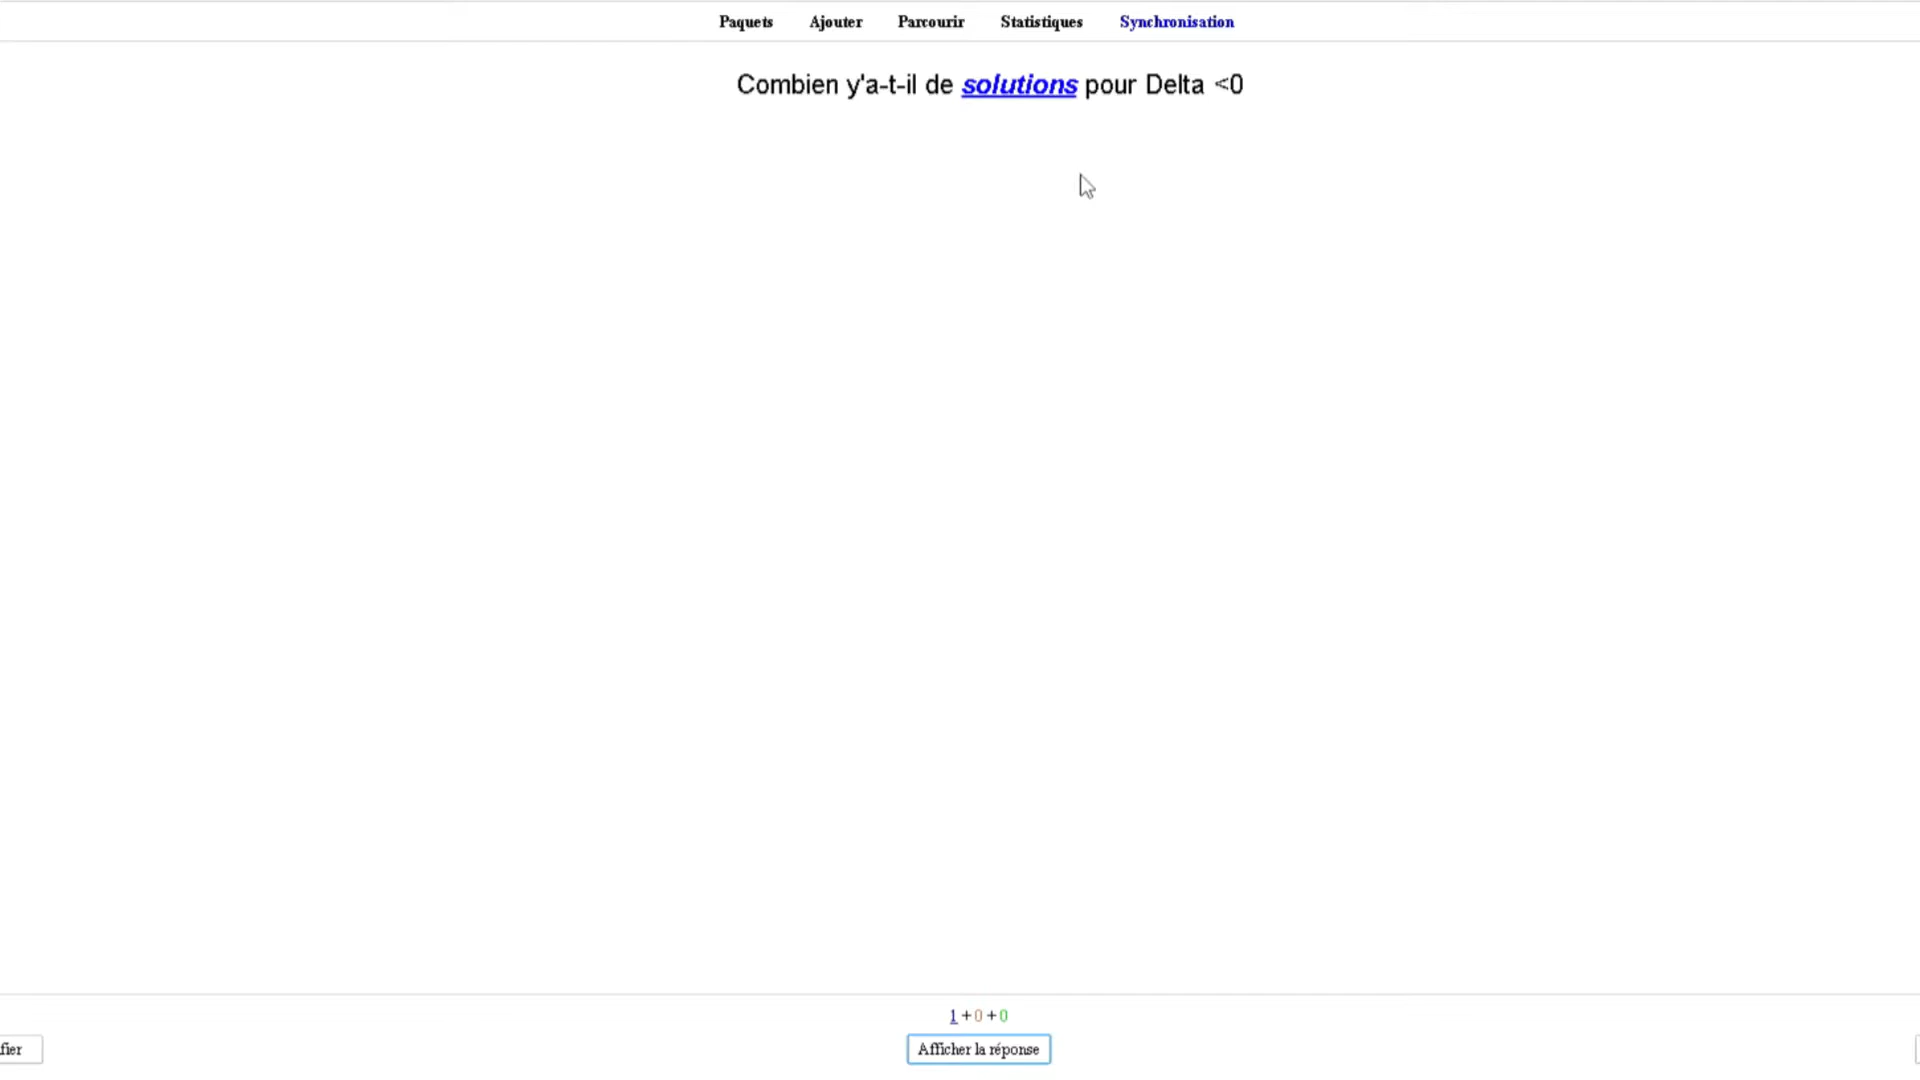 Paquets Ajouter Parcourir Statistiques Synchronisation
Combien y'a-t-il de solutions pour Delta <0
1 + 0 + 0
fier Afficher la réponse